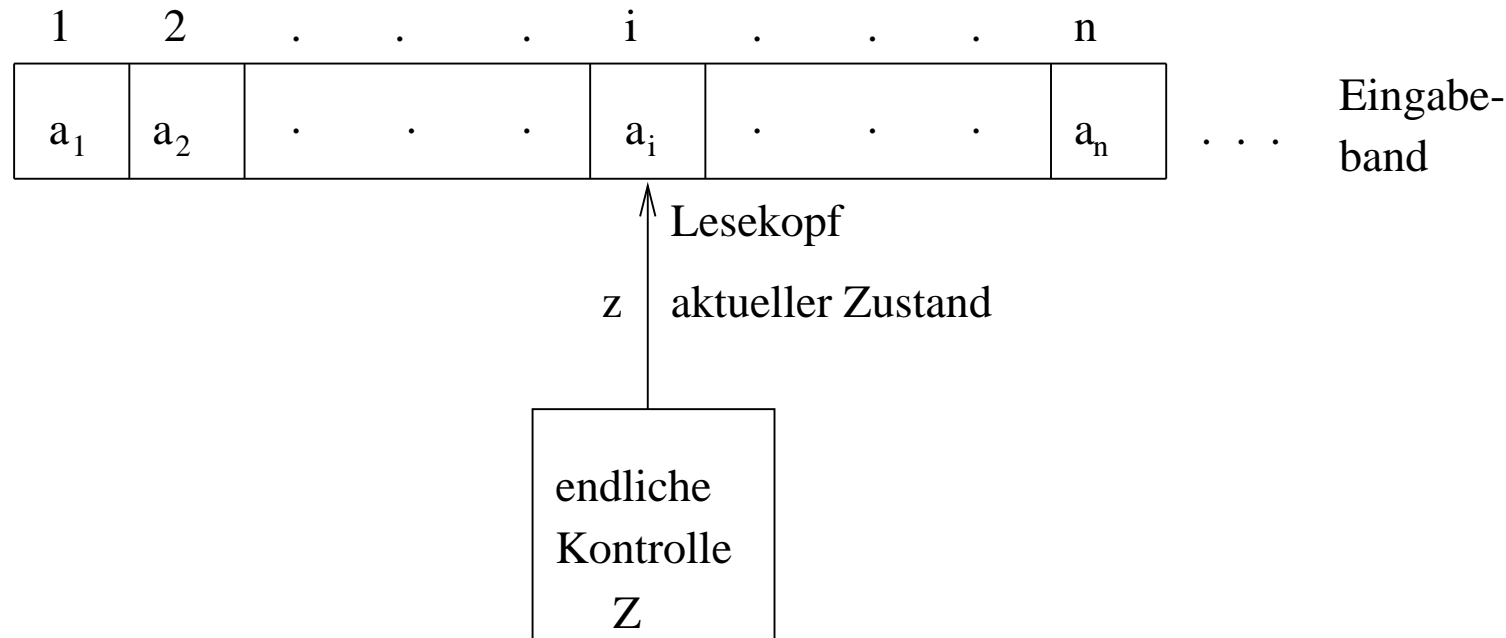 1 2 . . . i . . . n
a₁ a₂ . . . aᵢ . . . aₙ . . . Eingabe-
band
Lesekopf
z aktueller Zustand
endliche
Kontrolle
Z